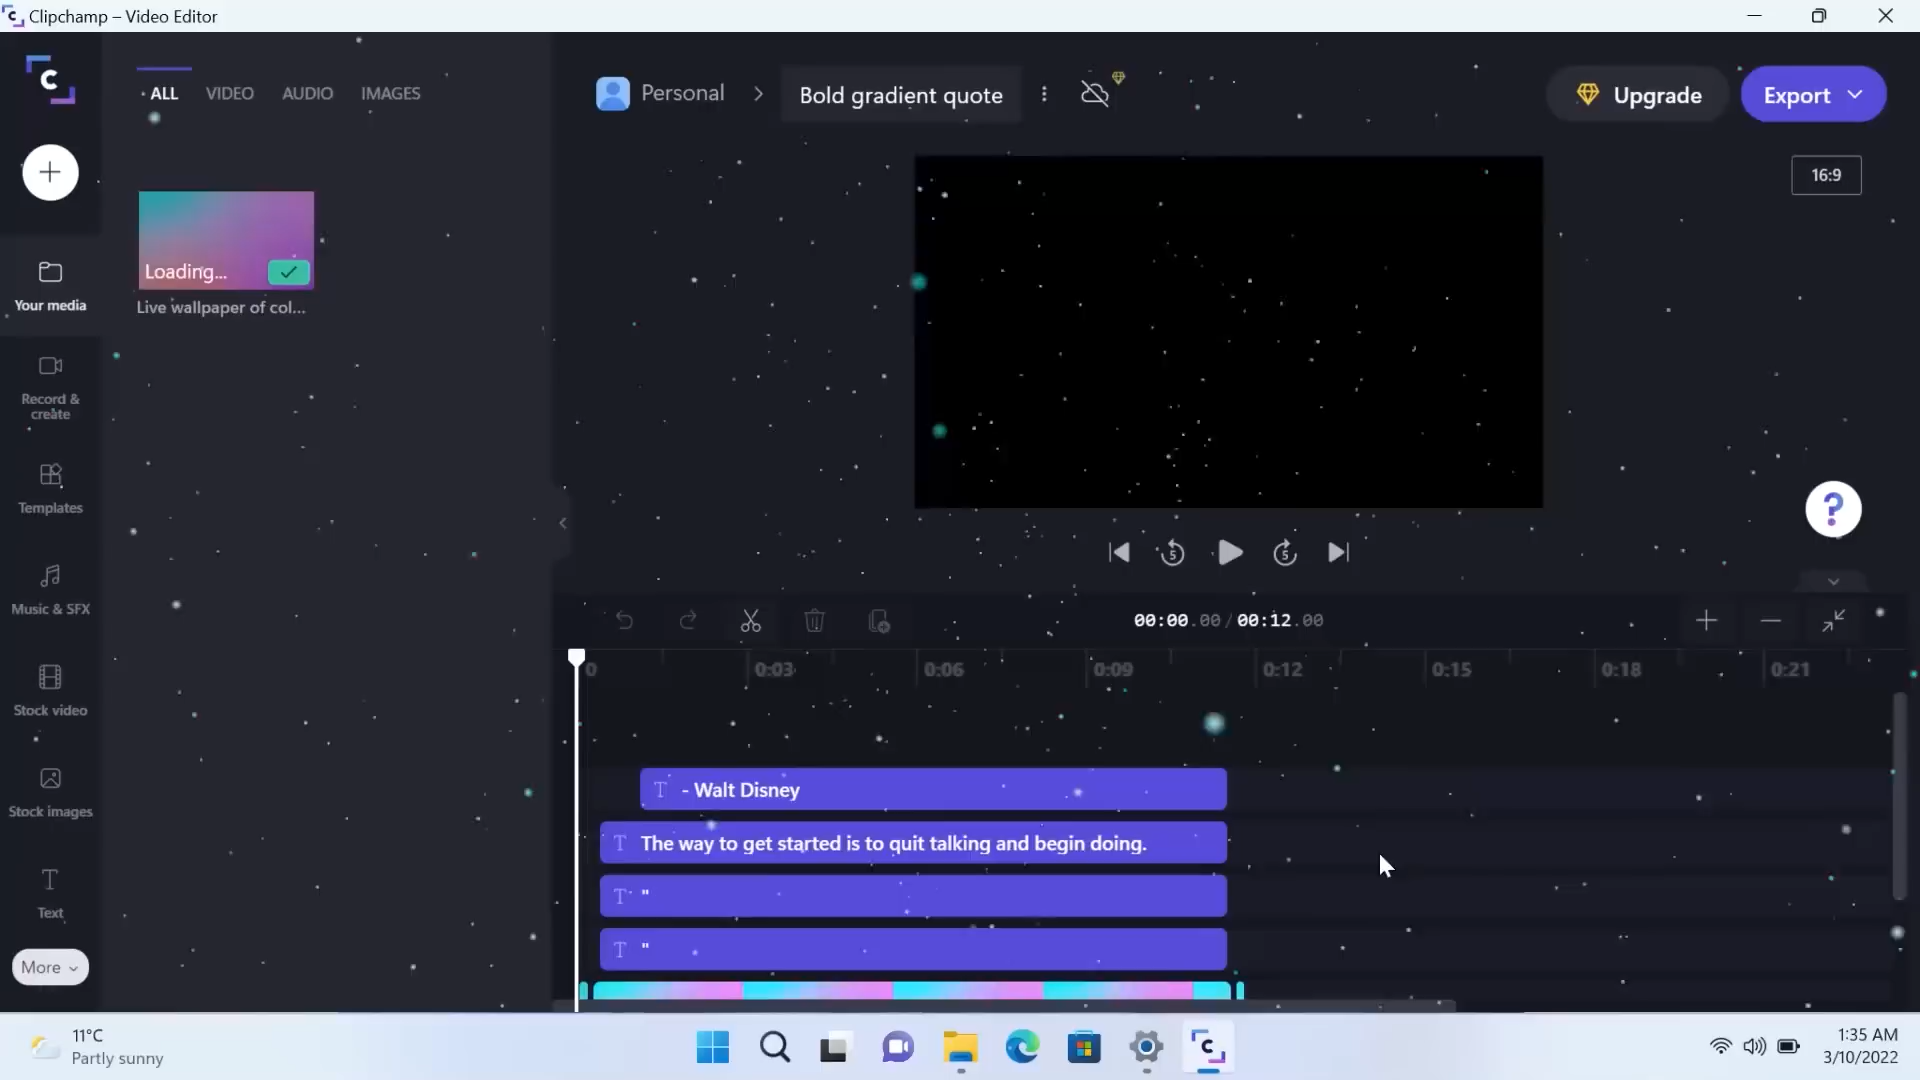 Clipchamp – Video Editor
ALL VIDEO AUDIO IMAGES
Personal
Bold gradient quote
Upgrade
Export
16:9
Loading...
Live wallpaper of col...
Your media
Record &
create
Templates
Music & SFX
Stock video
Stock images
Text
More
5
5
00:00.00/00:12.00
0 0:03 0:06 0:09 0:12 0:15 0:18 0:21
T - Walt Disney
T The way to get started is to quit talking and begin doing.
T "
T "
11°C
Partly sunny
1:35 AM
3/10/2022